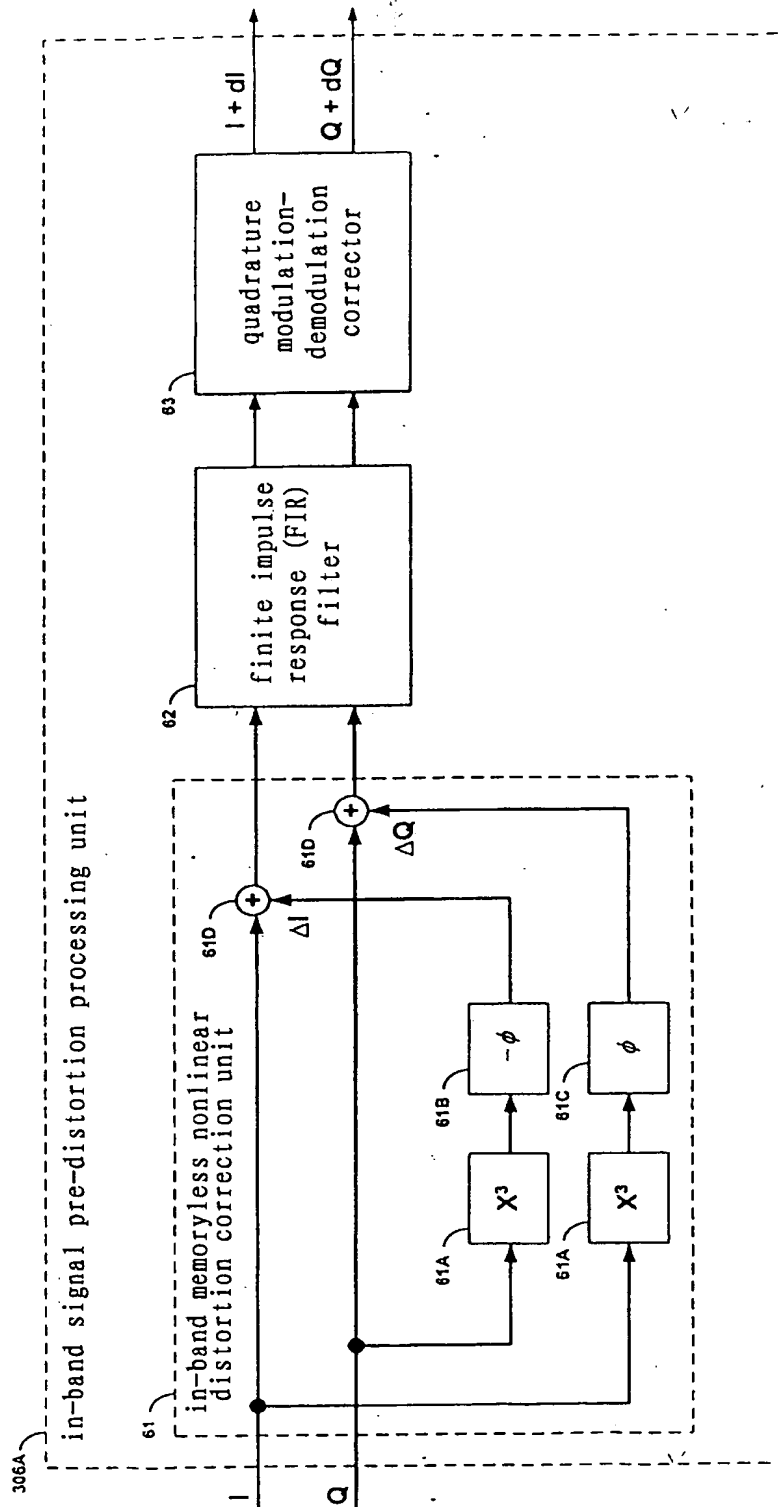 306A
in-band signal pre-distortion processing unit
61
in-band memoryless nonlinear
distortion correction unit
I
Q
61D
+
ΔI
61D
+
ΔQ
61A
X³
61B
-ϕ
61A
X³
61C
ϕ
62
finite impulse
response (FIR)
filter
63
quadrature
modulation-
demodulation
corrector
I + dI
Q + dQ